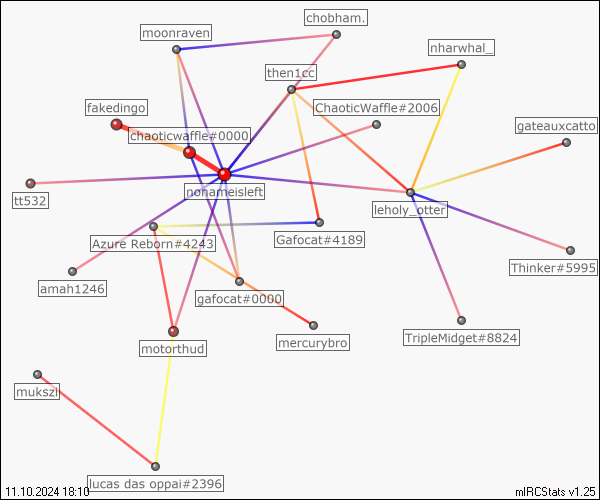 chobham.
moonraven
nharwhal_
then1cc
fakedingo
ChaoticWaffle#2006
gateauxcatto
chaoticwaffle#0000
nohameisleft
tt532
leholy_otter
Azure Reborn#4243
Gafocat#4189
Thinker#5995
amah1246
gafocat#0000
TripleMidget#8824
mercurybro
motorthud
mukszi
lucas das oppai#2396
11.10.2024 18:10
mIRCStats v1.25